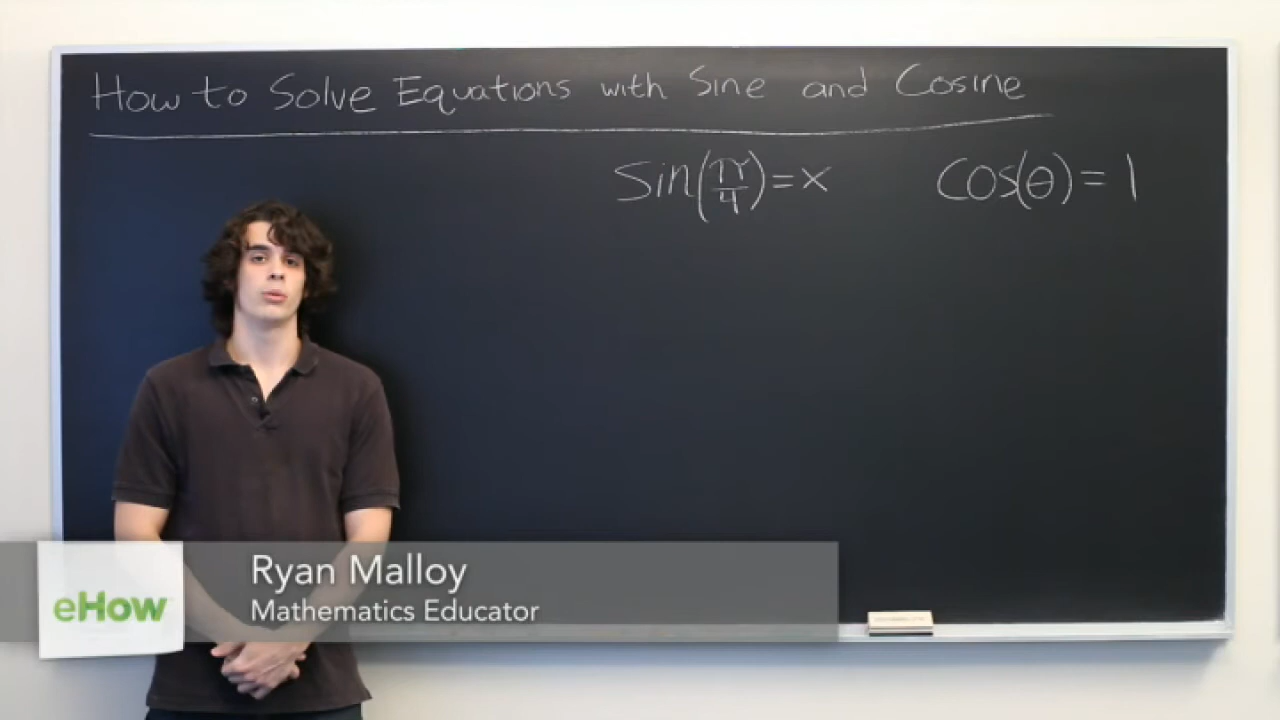 How to Solve Equations with Sine and Cosine
Sin(π/4)=x Cos(θ)=1
Ryan Malloy
eHow
Mathematics Educator